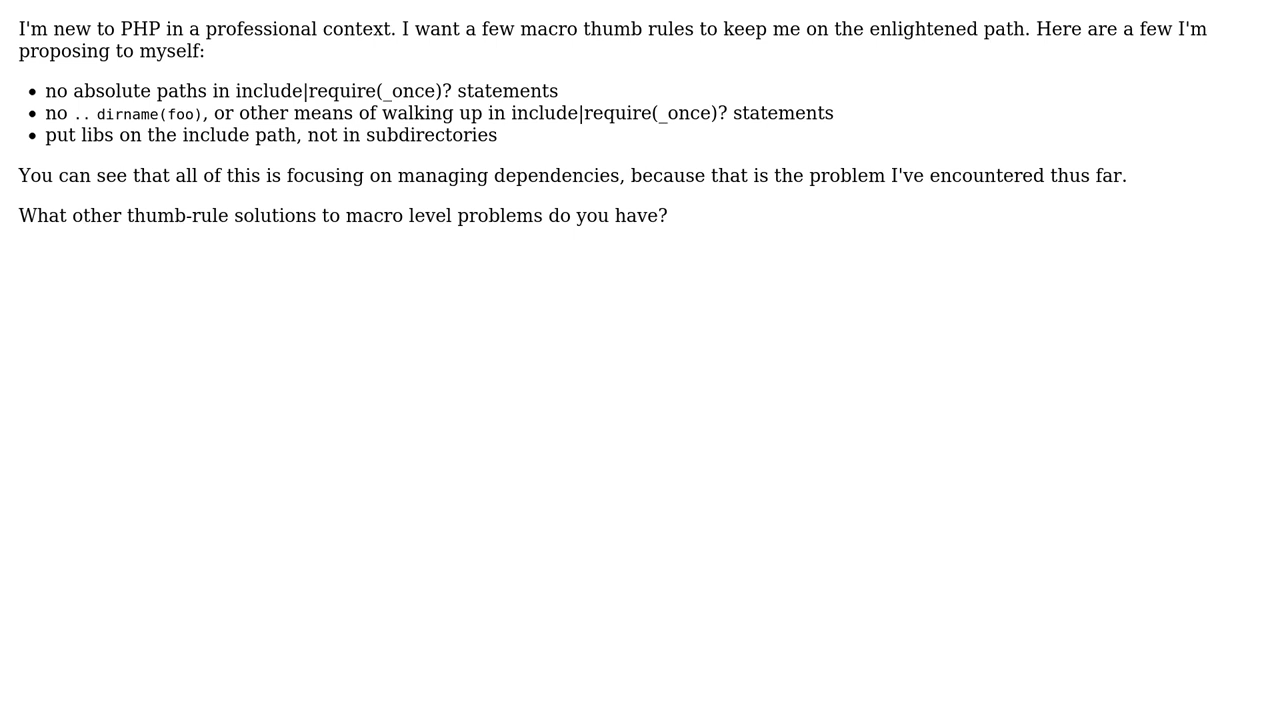 I'm new to PHP in a professional context. I want a few macro thumb rules to keep me on the enlightened path. Here are a few I'm
proposing to myself:
• no absolute paths in include|require(_once)? statements
• no .. dirname(foo), or other means of walking up in include|require(_once)? statements
• put libs on the include path, not in subdirectories
You can see that all of this is focusing on managing dependencies, because that is the problem I've encountered thus far.
What other thumb-rule solutions to macro level problems do you have?